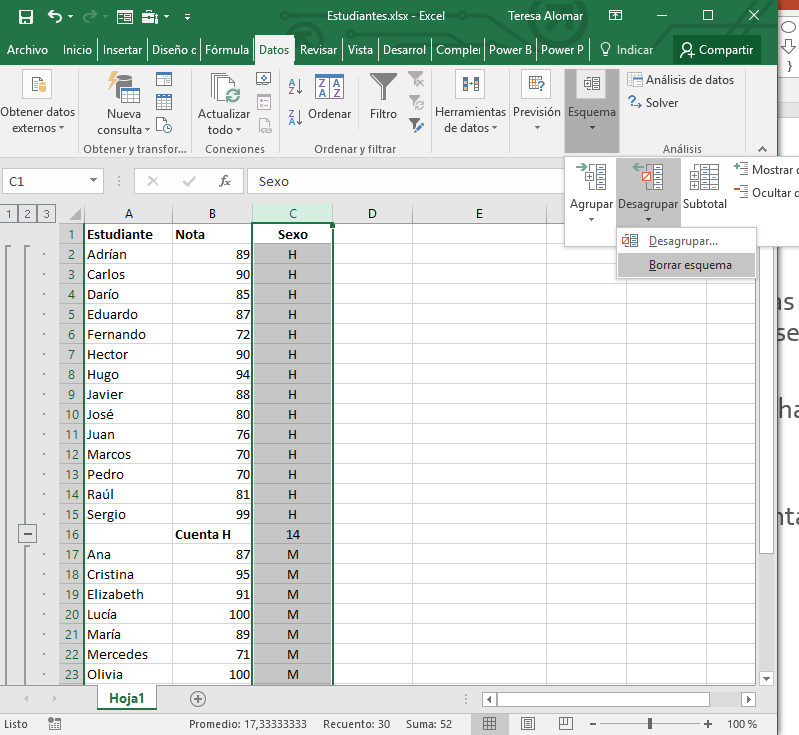 Estudiantes.xlsx - Excel Teresa Alomar
Archivo Inicio Insertar Diseño c Fórmula Datos Revisar Vista Desarrol Complei Power B Power P Indicar Compartir
Obtener datos externos
Nueva consulta
Obtener y transfor...
Actualizar todo
Conexiones
Ordenar
Filtro
Ordenar y filtrar
Herramientas de datos
Previsión
Esquema
Análisis de datos
Solver
Análisis
Agrupar
Desagrupar
Subtotal
Mostrar
Ocultar
Desagrupar...
Borrar esquema
C1 fx Sexo
1 2 3 A B C D E
1 Estudiante Nota Sexo
2 Adrían 89 H
3 Carlos 90 H
4 Darío 85 H
5 Eduardo 87 H
6 Fernando 72 H
7 Hector 90 H
8 Hugo 94 H
9 Javier 88 H
10 José 80 H
11 Juan 76 H
12 Marcos 70 H
13 Pedro 70 H
14 Raúl 81 H
15 Sergio 99 H
16 Cuenta H 14
17 Ana 87 M
18 Cristina 95 M
19 Elizabeth 91 M
20 Lucía 100 M
21 María 89 M
22 Mercedes 71 M
23 Olivia 100 M
Hoja1
Listo Promedio: 17,33333333 Recuento: 30 Suma: 52 100 %